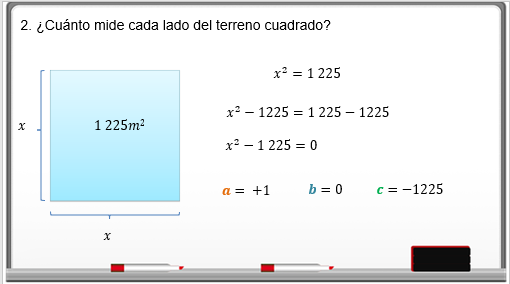 2. ¿Cuánto mide cada lado del terreno cuadrado?
x² = 1 225
x² − 1225 = 1 225 − 1225
x
1 225m²
x² − 1 225 = 0
a = +1 b = 0 c = −1225
x